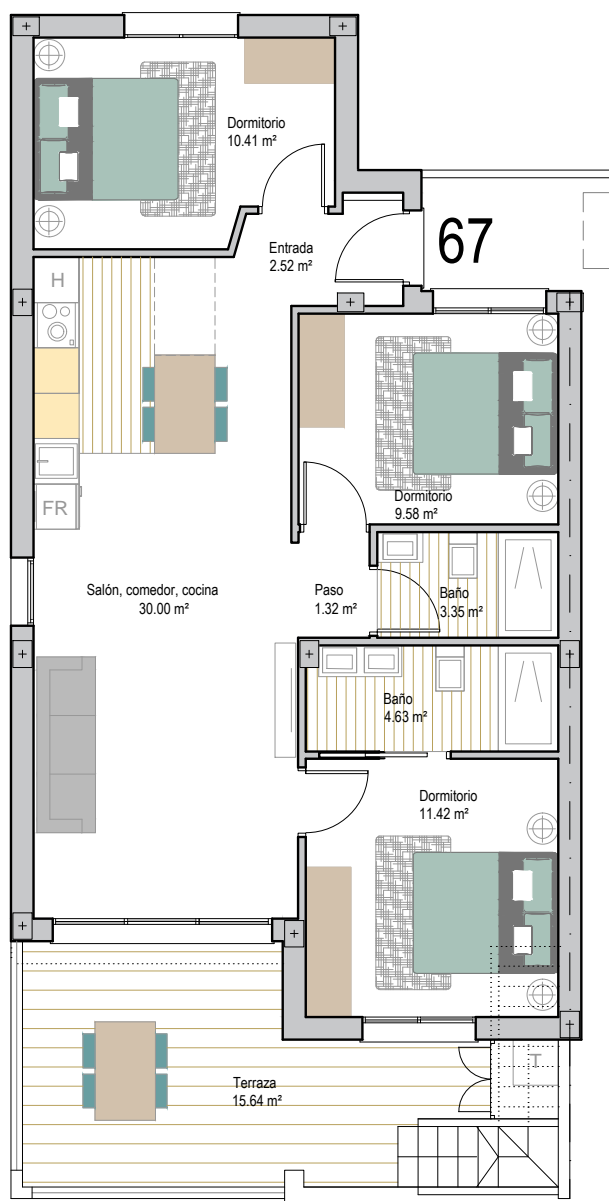 Dormitorio
10.41 m²
67
Entrada
2.52 m²
H
Dormitorio
9.58 m²
FR
Salón, comedor, cocina
30.00 m²
Paso
1.32 m²
Baño
3.35 m²
Baño
4.63 m²
Dormitorio
11.42 m²
T
Terraza
15.64 m²